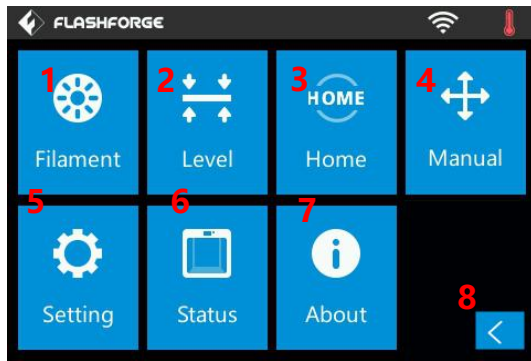 FLASHFORGE
1 2 3 4
HOME
Filament Level Home Manual
5 6 7
Setting Status About
8